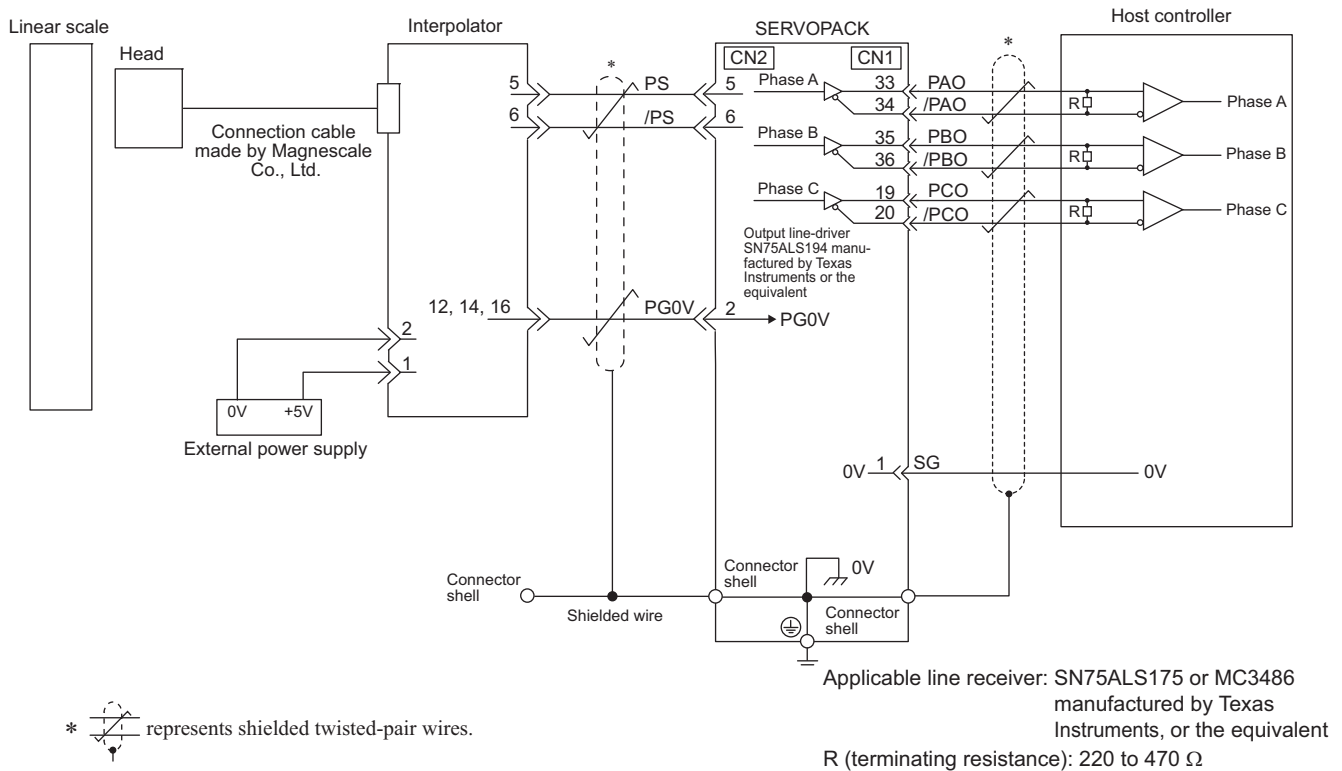 Linear scale
Head
Interpolator
SERVOPACK
Host controller
CN2
CN1
*
*
Connection cable
made by Magnescale
Co., Ltd.
5
PS
5
6
/PS
6
Phase A
33
PAO
34
/PAO
R
Phase A
Phase B
35
PBO
36
/PBO
R
Phase B
Phase C
19
PCO
20
/PCO
R
Phase C
Output line-driver
SN75ALS194 manu-
factured by Texas
Instruments or the
equivalent
12, 14, 16
PG0V
2
PG0V
2
1
0V
+5V
External power supply
0V
1
SG
0V
Connector
shell
Shielded wire
Connector
shell
0V
Connector
shell
Applicable line receiver: SN75ALS175 or MC3486
manufactured by Texas
Instruments, or the equivalent
R (terminating resistance): 220 to 470 Ω
* represents shielded twisted-pair wires.